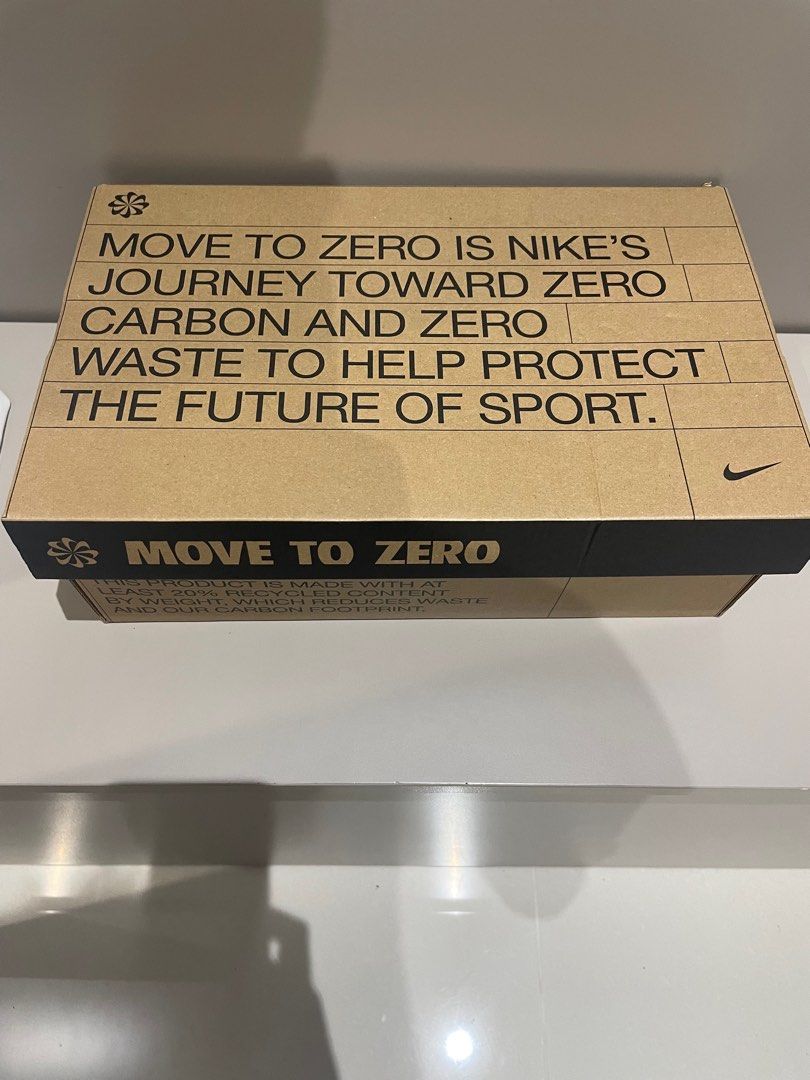 MOVE TO ZERO IS NIKE'S
JOURNEY TOWARD ZERO
CARBON AND ZERO
WASTE TO HELP PROTECT
THE FUTURE OF SPORT.
MOVE TO ZERO
THIS PRODUCT IS MADE WITH AT
LEAST 20% RECYCLED CONTENT
BY WEIGHT, WHICH REDUCES WASTE
AND OUR CARBON FOOTPRINT.